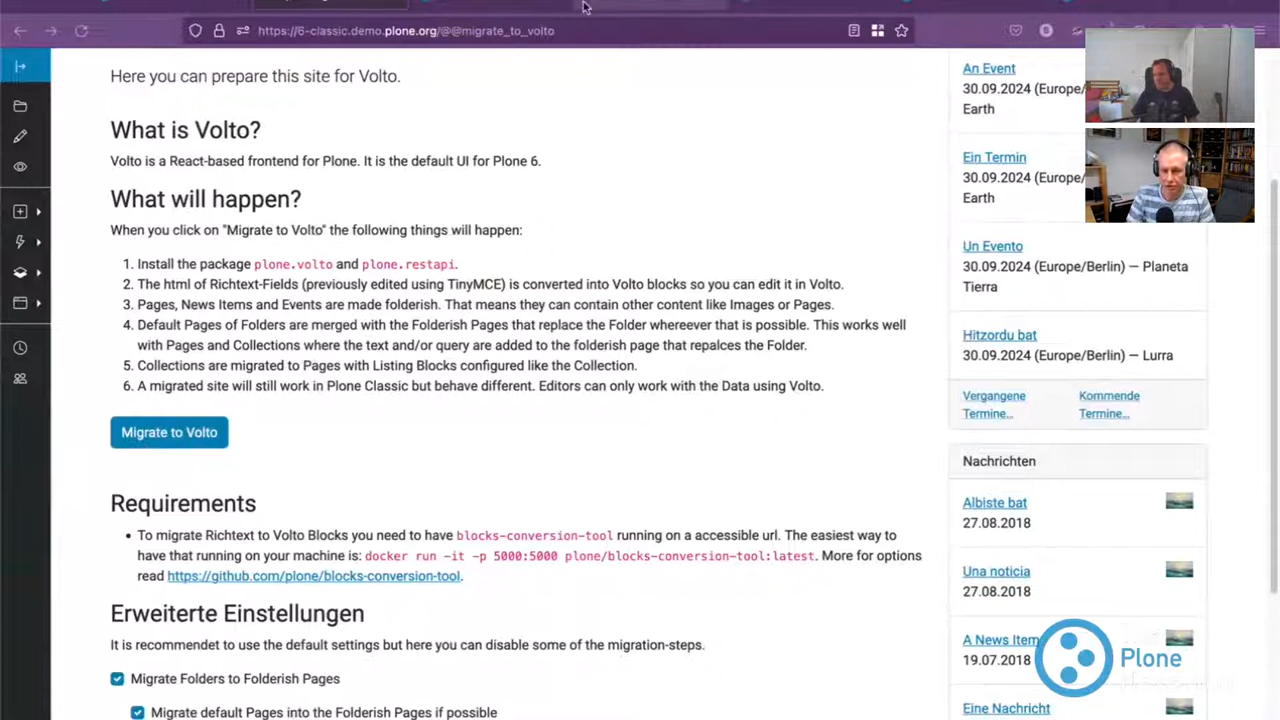 https://6-classic.demo.plone.org/@@migrate_to_volto
Here you can prepare this site for Volto.
What is Volto?
Volto is a React-based frontend for Plone. It is the default UI for Plone 6.
What will happen?
When you click on "Migrate to Volto" the following things will happen:
1. Install the package plone.volto and plone.restapi.
2. The html of Richtext-Fields (previously edited using TinyMCE) is converted into Volto blocks so you can edit it in Volto.
3. Pages, News Items and Events are made folderish. That means they can contain other content like Images or Pages.
4. Default Pages of Folders are merged with the Folderish Pages that replace the Folder whereever that is possible. This works well
with Pages and Collections where the text and/or query are added to the folderish page that repalces the Folder.
5. Collections are migrated to Pages with Listing Blocks configured like the Collection.
6. A migrated site will still work in Plone Classic but behave different. Editors can only work with the Data using Volto.
Migrate to Volto
Requirements
• To migrate Richtext to Volto Blocks you need to have blocks-conversion-tool running on a accessible url. The easiest way to
have that running on your machine is: docker run -it -p 5000:5000 plone/blocks-conversion-tool:latest. More for options
read https://github.com/plone/blocks-conversion-tool.
Erweiterte Einstellungen
It is recommendet to use the default settings but here you can disable some of the migration-steps.
Migrate Folders to Folderish Pages
Migrate default Pages into the Folderish Pages if possible
An Event
30.09.2024 (Europe/
Earth
Ein Termin
30.09.2024 (Europe/
Earth
Un Evento
30.09.2024 (Europe/Berlin) — Planeta
Tierra
Hitzordu bat
30.09.2024 (Europe/Berlin) — Lurra
Vergangene
Termine...
Kommende
Termine...
Nachrichten
Albiste bat
27.08.2018
Una noticia
27.08.2018
A News Item
19.07.2018
Eine Nachricht
Plone